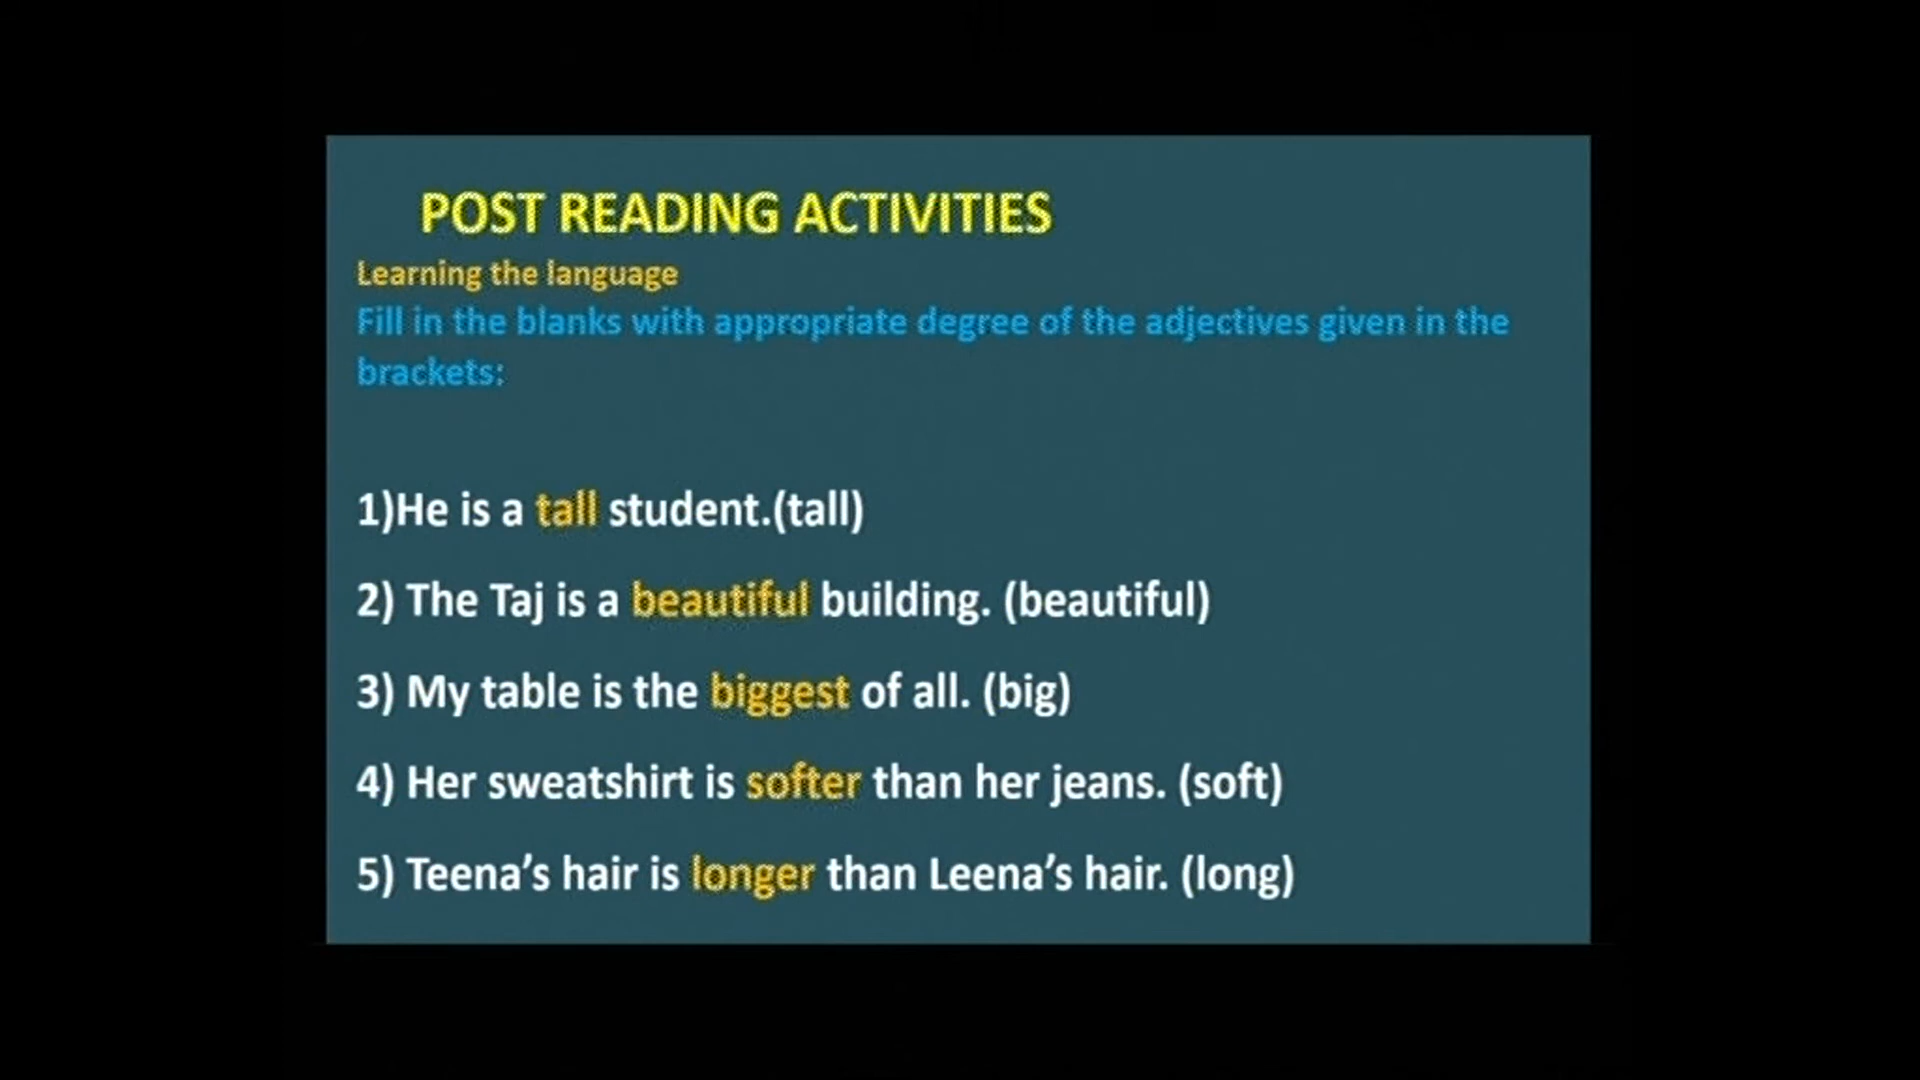 POST READING ACTIVITIES
Learning the language
Fill in the blanks with appropriate degree of the adjectives given in the
brackets:
1)He is a tall student.(tall)
2) The Taj is a beautiful building. (beautiful)
3) My table is the biggest of all. (big)
4) Her sweatshirt is softer than her jeans. (soft)
5) Teena’s hair is longer than Leena’s hair. (long)